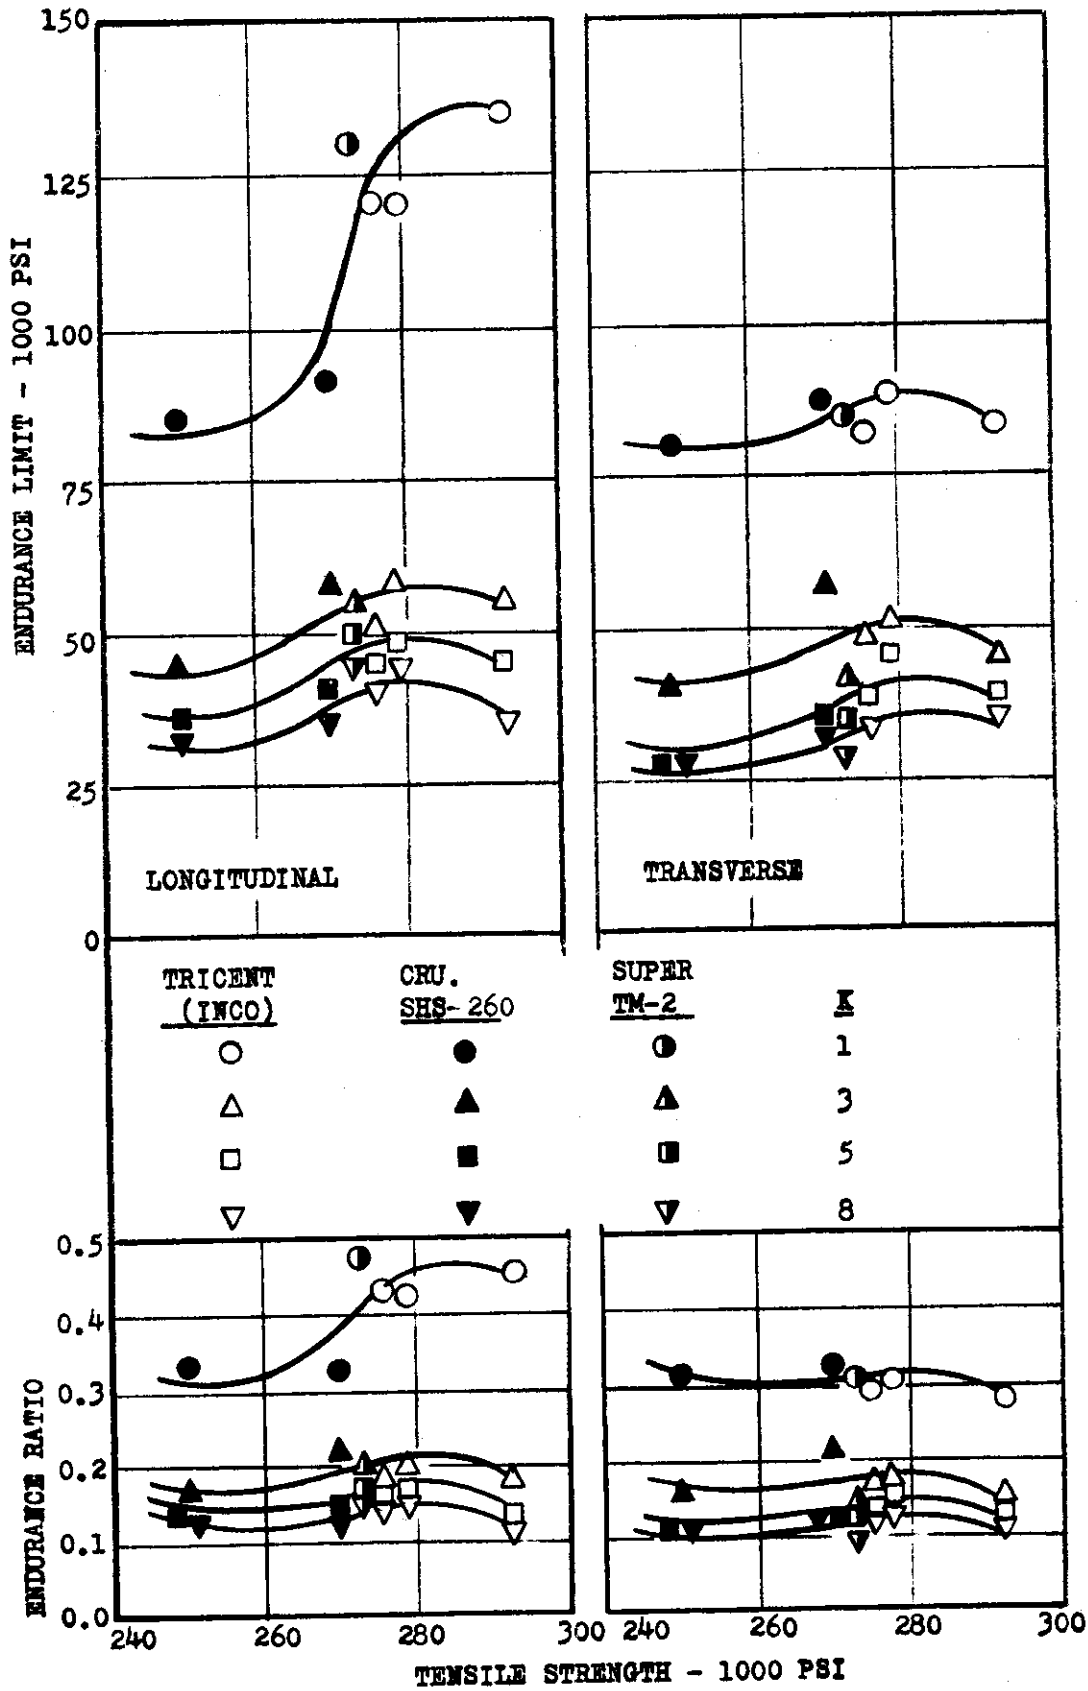 150
125
100
75
50
25
0
ENDURANCE LIMIT - 1000 PSI
LONGITUDINAL
TRANSVERSE
TRICENT CRU. SUPER
(INCO) SHS-260 TM-2 K
1
3
5
8
0.5
0.4
0.3
0.2
0.1
0.0
ENDURANCE RATIO
240 260 280 300 240 260 280 300
TENSILE STRENGTH - 1000 PSI